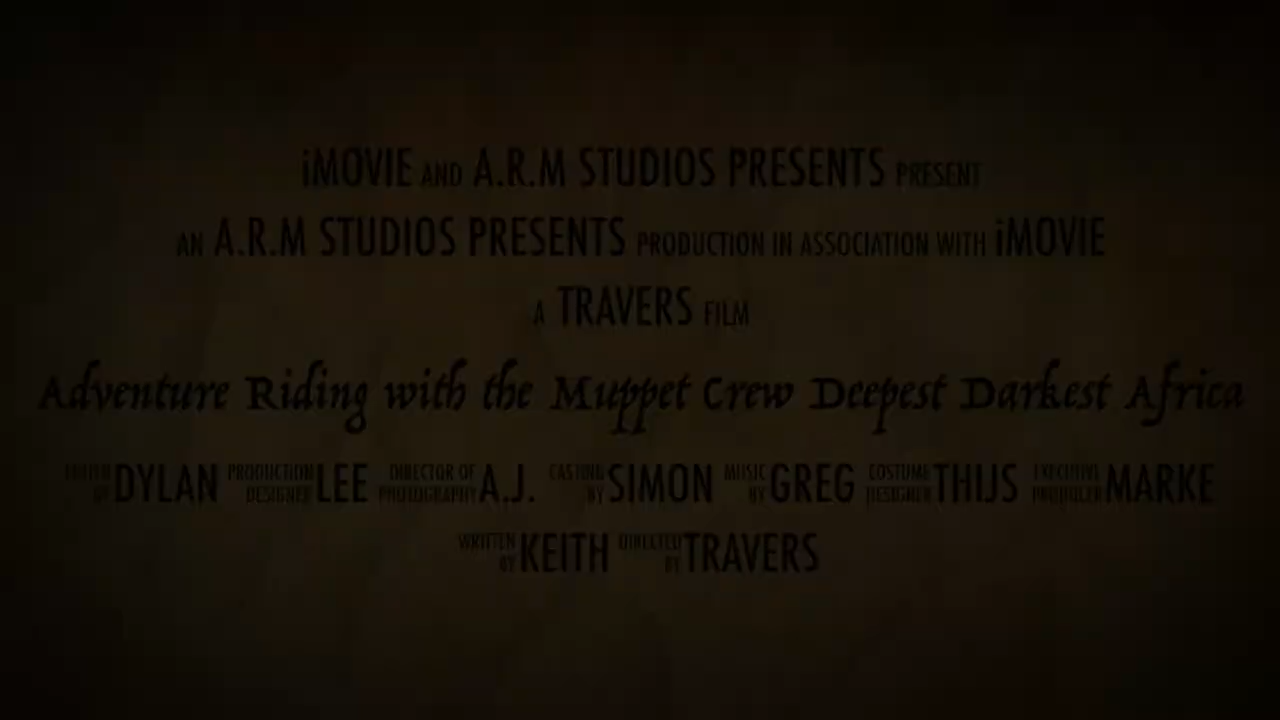 iMOVIE AND A.R.M STUDIOS PRESENTS PRESENT
AN A.R.M STUDIOS PRESENTS PRODUCTION IN ASSOCIATION WITH iMOVIE
A TRAVERS FILM
Adventure Riding with the Muppet Crew Deepest Darkest Africa
EDITED BY DYLAN PRODUCTION DESIGNER LEE DIRECTOR OF PHOTOGRAPHY A.J. CASTING BY SIMON MUSIC BY GREG COSTUME DESIGNER THIJS EXECUTIVE PRODUCER MARKE
WRITTEN BY KEITH DIRECTED BY TRAVERS